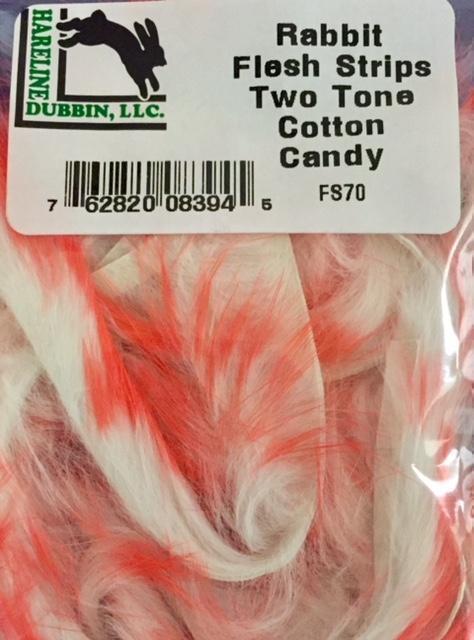 HARELINE
DUBBIN, LLC.
Rabbit
Flesh Strips
Two Tone
Cotton
Candy
FS70
7 62820 08394 5